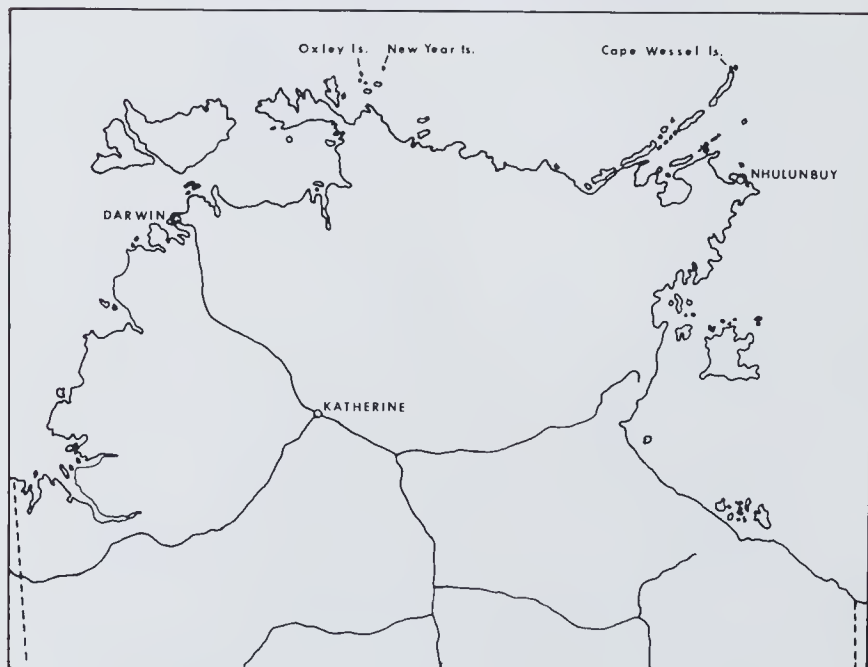 Oxley Is. New Year Is. Cape Wessel Is.
NHULUNBUY
DARWIN
KATHERINE